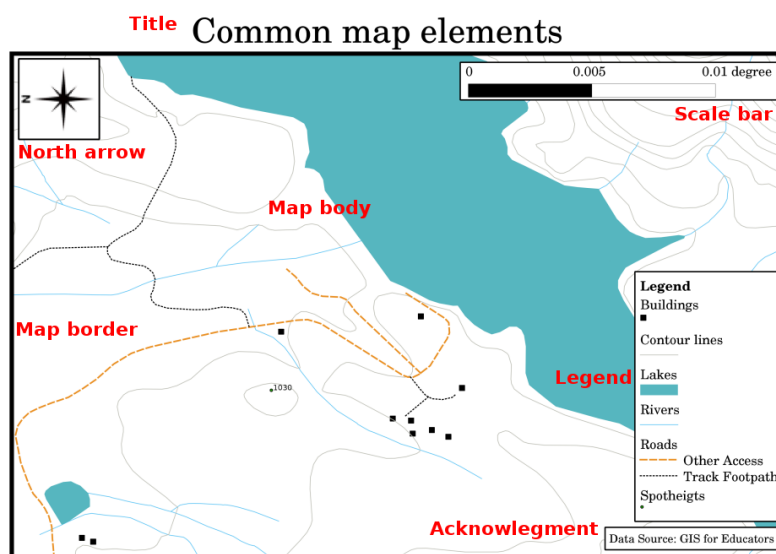 Title Common map elements
0 0.005 0.01 degree
Scale bar
N
North arrow
Map body
Map border
Legend
Buildings
Contour lines
Legend
Lakes
Rivers
1030
Roads
Other Access
Track Footpath
Spotheigts
Acknowlegment
Data Source: GIS for Educators